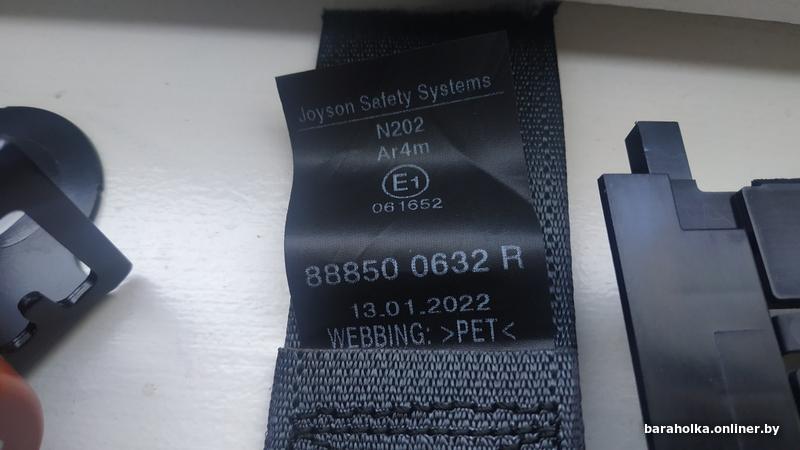 Joyson Safety Systems
N202
Ar4m
E1
061652
88850 0632 R
13.01.2022
WEBBING: >PET<
baraholka.onliner.by